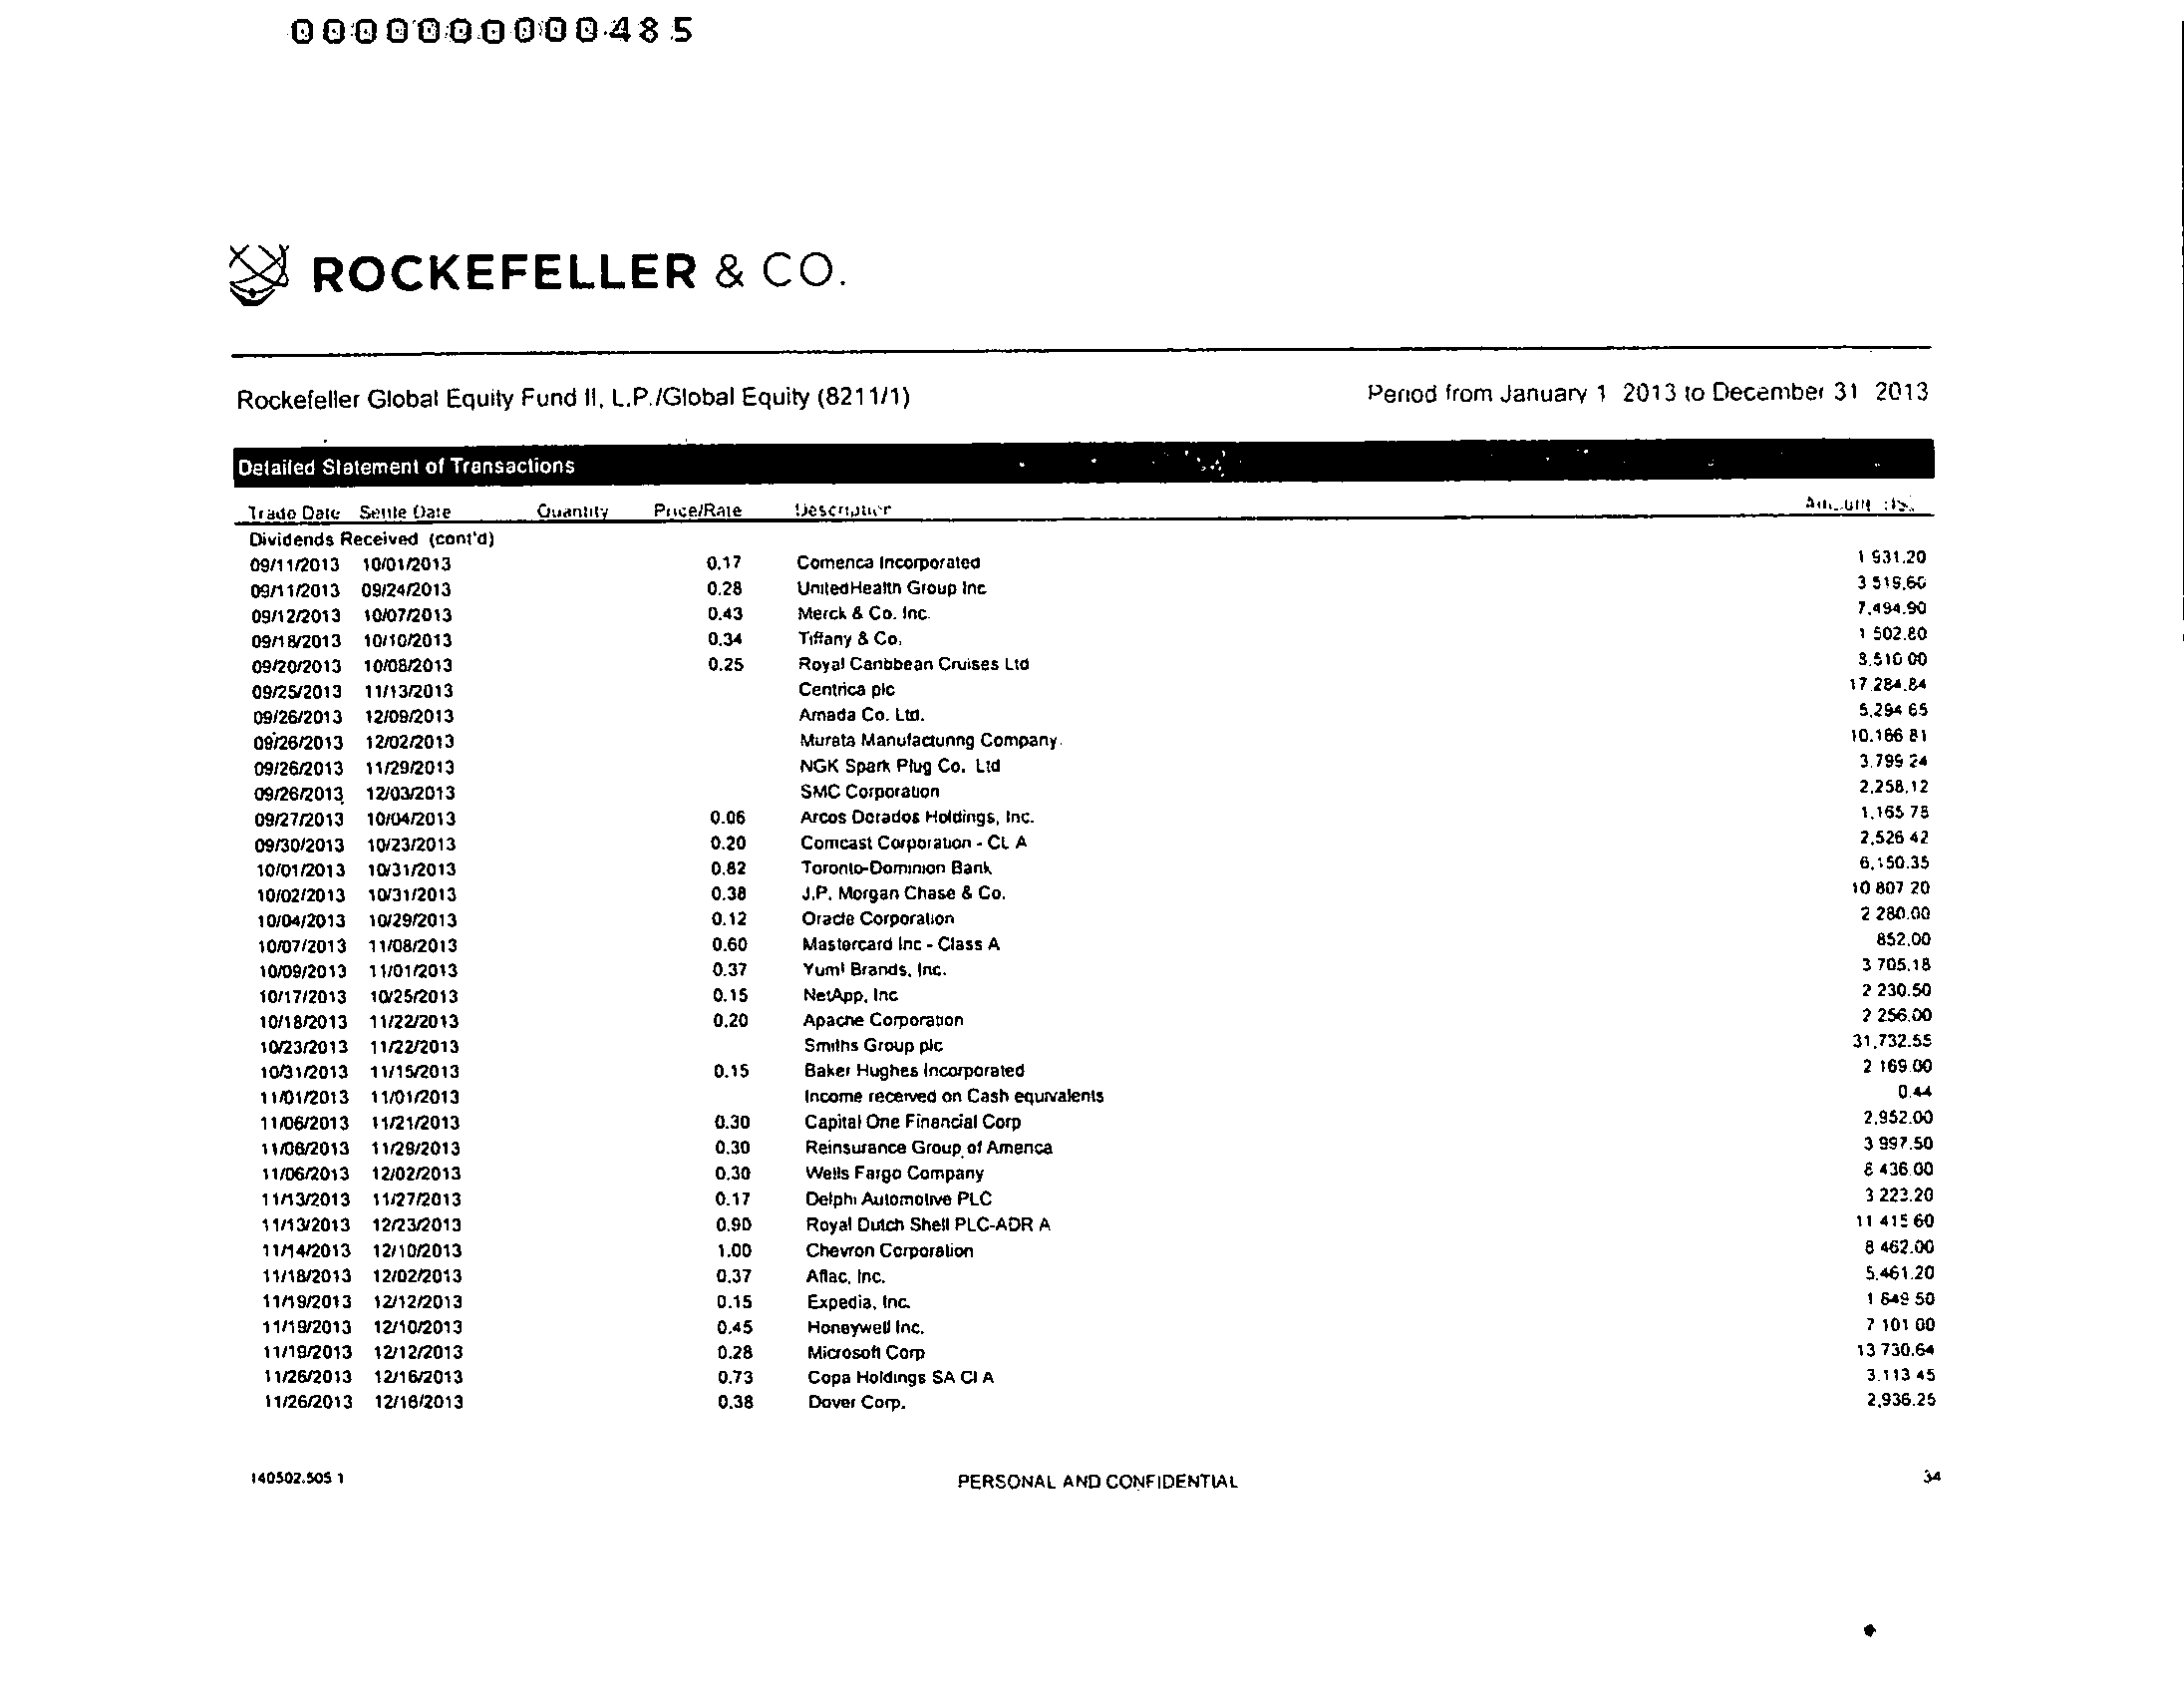 000000000485
ROCKEFELLER & CO.
Rockefeller Global Equity Fund II, L.P./Global Equity (8211/1) Period from January 1 2013 to December 31 2013
Detailed Statement of Transactions
Trade Date Settle Date Quantity Price/Rate Description Amount
Dividends Received (cont'd)
09/11/2013 10/01/2013 0.17 Comerica Incorporated 1 931.20
09/11/2013 09/24/2013 0.28 UnitedHealth Group Inc 3 519.60
09/12/2013 10/07/2013 0.43 Merck & Co. Inc. 7,494.90
09/18/2013 10/10/2013 0.34 Tiffany & Co. 1 502.80
09/20/2013 10/08/2013 0.25 Royal Caribbean Cruises Ltd 3,510 00
09/25/2013 11/13/2013 Centrica plc 17 284.84
09/26/2013 12/09/2013 Amada Co. Ltd. 5,294 65
09/26/2013 12/02/2013 Murata Manufacturing Company. 10,186 81
09/26/2013 11/29/2013 NGK Spark Plug Co. Ltd 3,799 24
09/26/2013 12/03/2013 SMC Corporation 2,258.12
09/27/2013 10/04/2013 0.06 Arcos Dorados Holdings, Inc. 1,165 78
09/30/2013 10/23/2013 0.20 Comcast Corporation - CL A 2,526 42
10/01/2013 10/31/2013 0.82 Toronto-Dominion Bank 6,150.35
10/02/2013 10/31/2013 0.38 J.P. Morgan Chase & Co. 10 807 20
10/04/2013 10/29/2013 0.12 Oracle Corporation 2 280.00
10/07/2013 11/08/2013 0.60 Mastercard Inc - Class A 852.00
10/09/2013 11/01/2013 0.37 Yum! Brands, Inc. 3 705.18
10/17/2013 10/25/2013 0.15 NetApp, Inc 2 230.50
10/18/2013 11/22/2013 0.20 Apache Corporation 2 256.00
10/23/2013 11/22/2013 Smiths Group plc 31,732.55
10/31/2013 11/15/2013 0.15 Baker Hughes Incorporated 2 169.00
11/01/2013 11/01/2013 Income received on Cash equivalents 0.44
11/06/2013 11/21/2013 0.30 Capital One Financial Corp 2,952.00
11/06/2013 11/29/2013 0.30 Reinsurance Group of America 3 997.50
11/06/2013 12/02/2013 0.30 Wells Fargo Company 8 436.00
11/13/2013 11/27/2013 0.17 Delphi Automotive PLC 3 223.20
11/13/2013 12/23/2013 0.90 Royal Dutch Shell PLC-ADR A 11 415 60
11/14/2013 12/10/2013 1.00 Chevron Corporation 8 462.00
11/18/2013 12/02/2013 0.37 Aflac, Inc. 5,461.20
11/19/2013 12/12/2013 0.15 Expedia, Inc. 1 649 50
11/19/2013 12/10/2013 0.45 Honeywell Inc. 7 101 00
11/19/2013 12/12/2013 0.28 Microsoft Corp 13 730.64
11/26/2013 12/16/2013 0.73 Copa Holdings SA Cl A 3,113 45
11/26/2013 12/16/2013 0.38 Dover Corp. 2,936.25
140502.505 1 PERSONAL AND CONFIDENTIAL 34